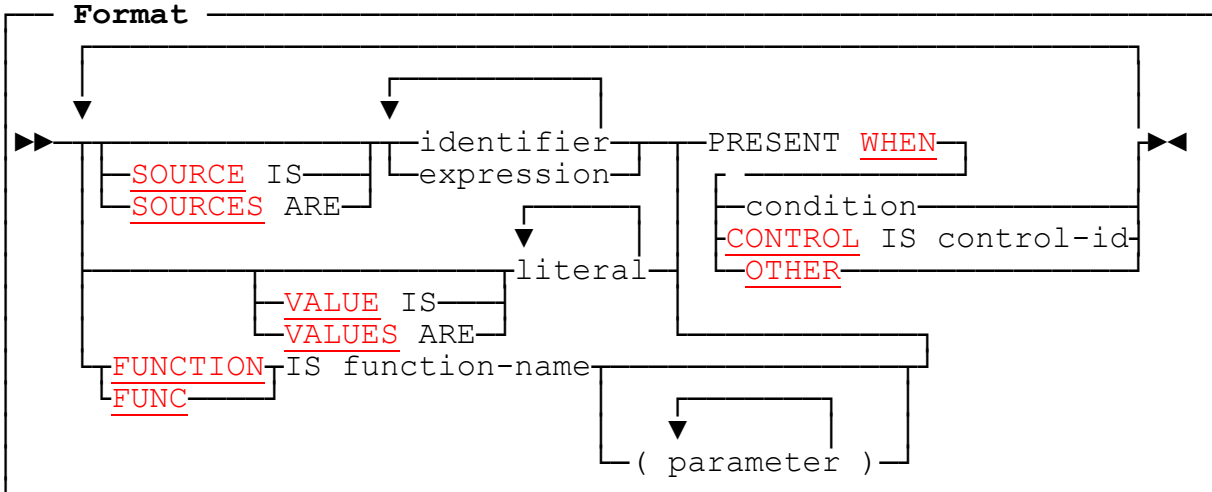 Format
identifier PRESENT WHEN
SOURCE IS expression
SOURCES ARE condition
CONTROL IS control-id
literal OTHER
VALUE IS
VALUES ARE
FUNCTION IS function-name
FUNC
( parameter )